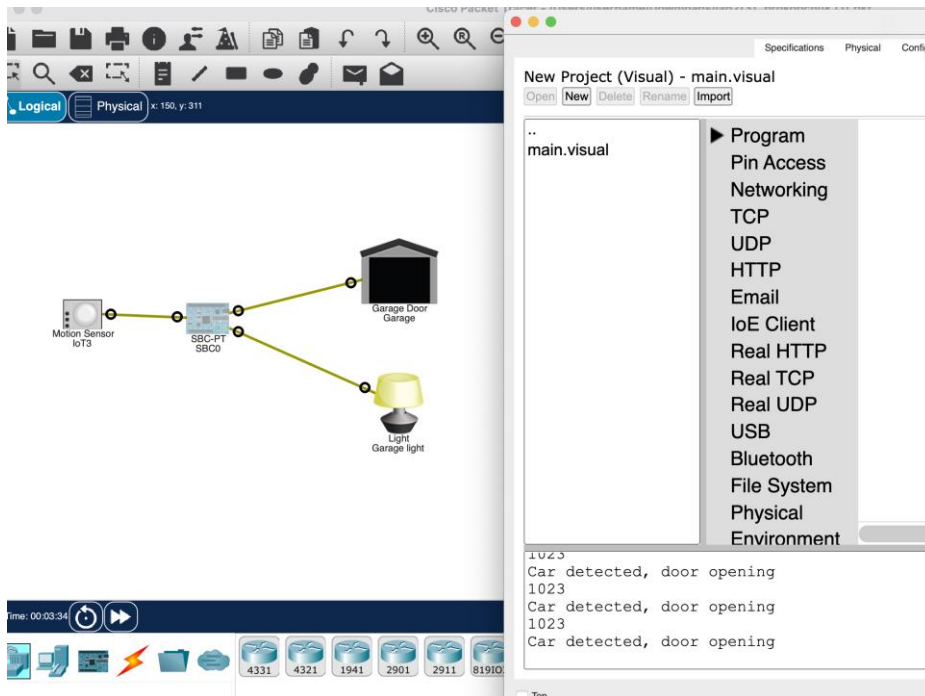 Logical
Physical
x: 150, y: 311
Motion Sensor
IoT3
SBC-PT
SBC0
Garage Door
Garage
Light
Garage light
Time: 00:03:34
4331
4321
1941
2901
2911
819IO
Specifications
Physical
New Project (Visual) - main.visual
Open
New
Delete
Rename
Import
..
main.visual
Program
Pin Access
Networking
TCP
UDP
HTTP
Email
IoE Client
Real HTTP
Real TCP
Real UDP
USB
Bluetooth
File System
Physical
Environment
1023
Car detected, door opening
1023
Car detected, door opening
1023
Car detected, door opening